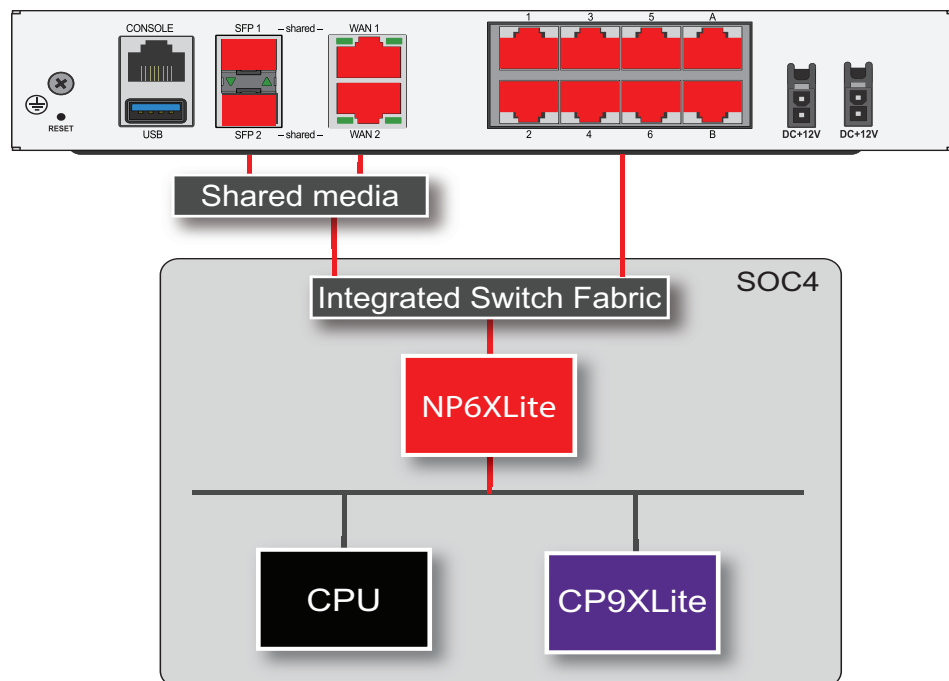 CONSOLE SFP 1 shared WAN 1 1 3 5 A
RESET USB SFP 2 shared WAN 2 2 4 6 B DC+12V DC+12V
Shared media
SOC4
Integrated Switch Fabric
NP6XLite
CPU CP9XLite